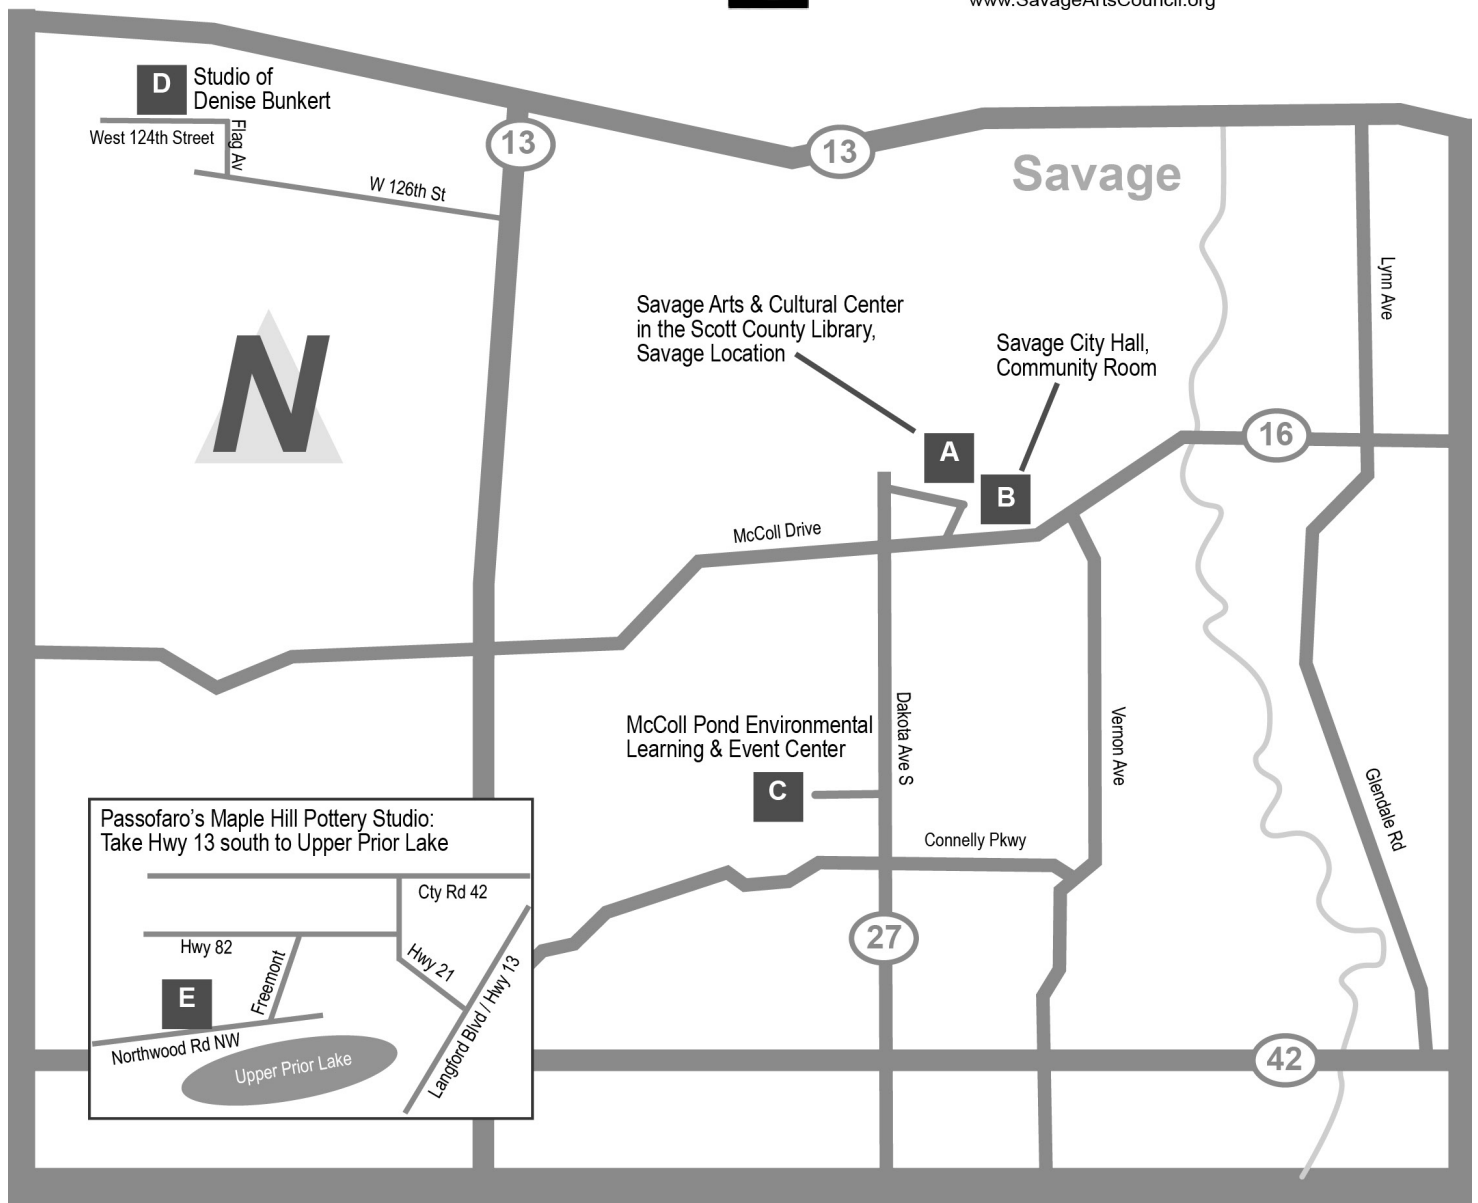 www.SavageArtsCouncil.org
D
Studio of
Denise Bunkert
West 124th Street
Flag Av
W 126th St
13
13
Savage
Lynn Ave
N
Savage Arts & Cultural Center
in the Scott County Library,
Savage Location
Savage City Hall,
Community Room
A
B
16
McColl Drive
McColl Pond Environmental
Learning & Event Center
C
Dakota Ave S
Vernon Ave
Glendale Rd
Connelly Pkwy
27
42
Passofaro's Maple Hill Pottery Studio:
Take Hwy 13 south to Upper Prior Lake
Cty Rd 42
Hwy 82
Freemont
Hwy 21
Langford Blvd / Hwy 13
E
Northwood Rd NW
Upper Prior Lake